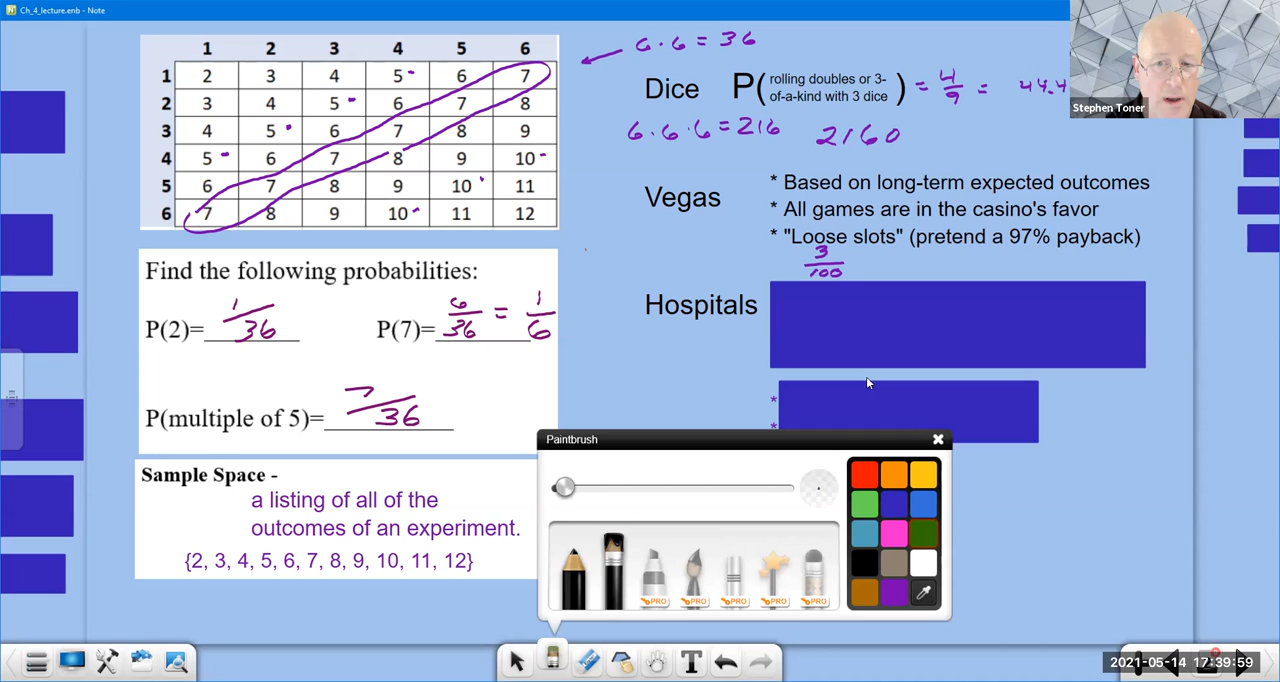 Ch_4_lecture.enb - Note
1 2 3 4 5 6
1 2 3 4 5 6 7
2 3 4 5 6 7 8
3 4 5 6 7 8 9
4 5 6 7 8 9 10
5 6 7 8 9 10 11
6 7 8 9 10 11 12
Find the following probabilities:
P(2)= 1/36 P(7)= 6/36 = 1/6
P(multiple of 5)= 7/36
Sample Space -
a listing of all of the
outcomes of an experiment.
{2, 3, 4, 5, 6, 7, 8, 9, 10, 11, 12}
6·6 = 36
Dice P( rolling doubles or 3-
of-a-kind with 3 dice ) = 4/9 = 44.4
6·6·6 = 216 2160
Vegas
* Based on long-term expected outcomes
* All games are in the casino's favor
* "Loose slots" (pretend a 97% payback)
3/100
Hospitals
*
*
Stephen Toner
Paintbrush
PRO PRO PRO PRO PRO
T
2021-05-14 17:39:59